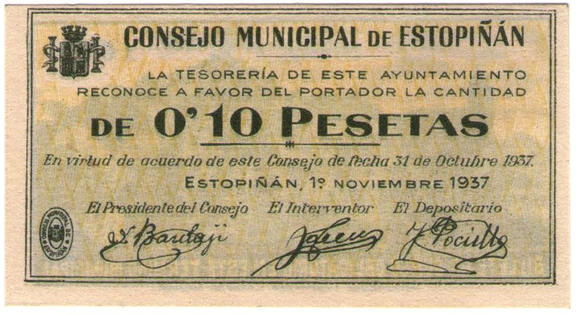 CONSEJO MUNICIPAL DE ESTOPIÑÁN
LA TESORERÍA DE ESTE AYUNTAMIENTO
RECONOCE A FAVOR DEL PORTADOR LA CANTIDAD
DE 0'10 PESETAS
En virtud de acuerdo de este Consejo de fecha 31 de Octubre 1937.
ESTOPIÑÁN, 1º NOVIEMBRE 1937
El Presidente del Consejo El Interventor El Depositario